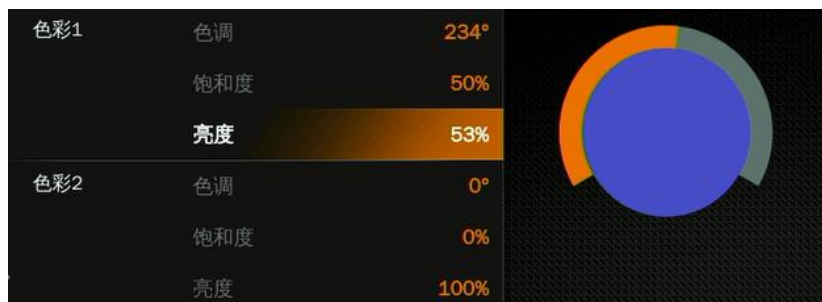 色彩1 色调 234°
饱和度 50%
亮度 53%
色彩2 色调 0°
饱和度 0%
亮度 100%